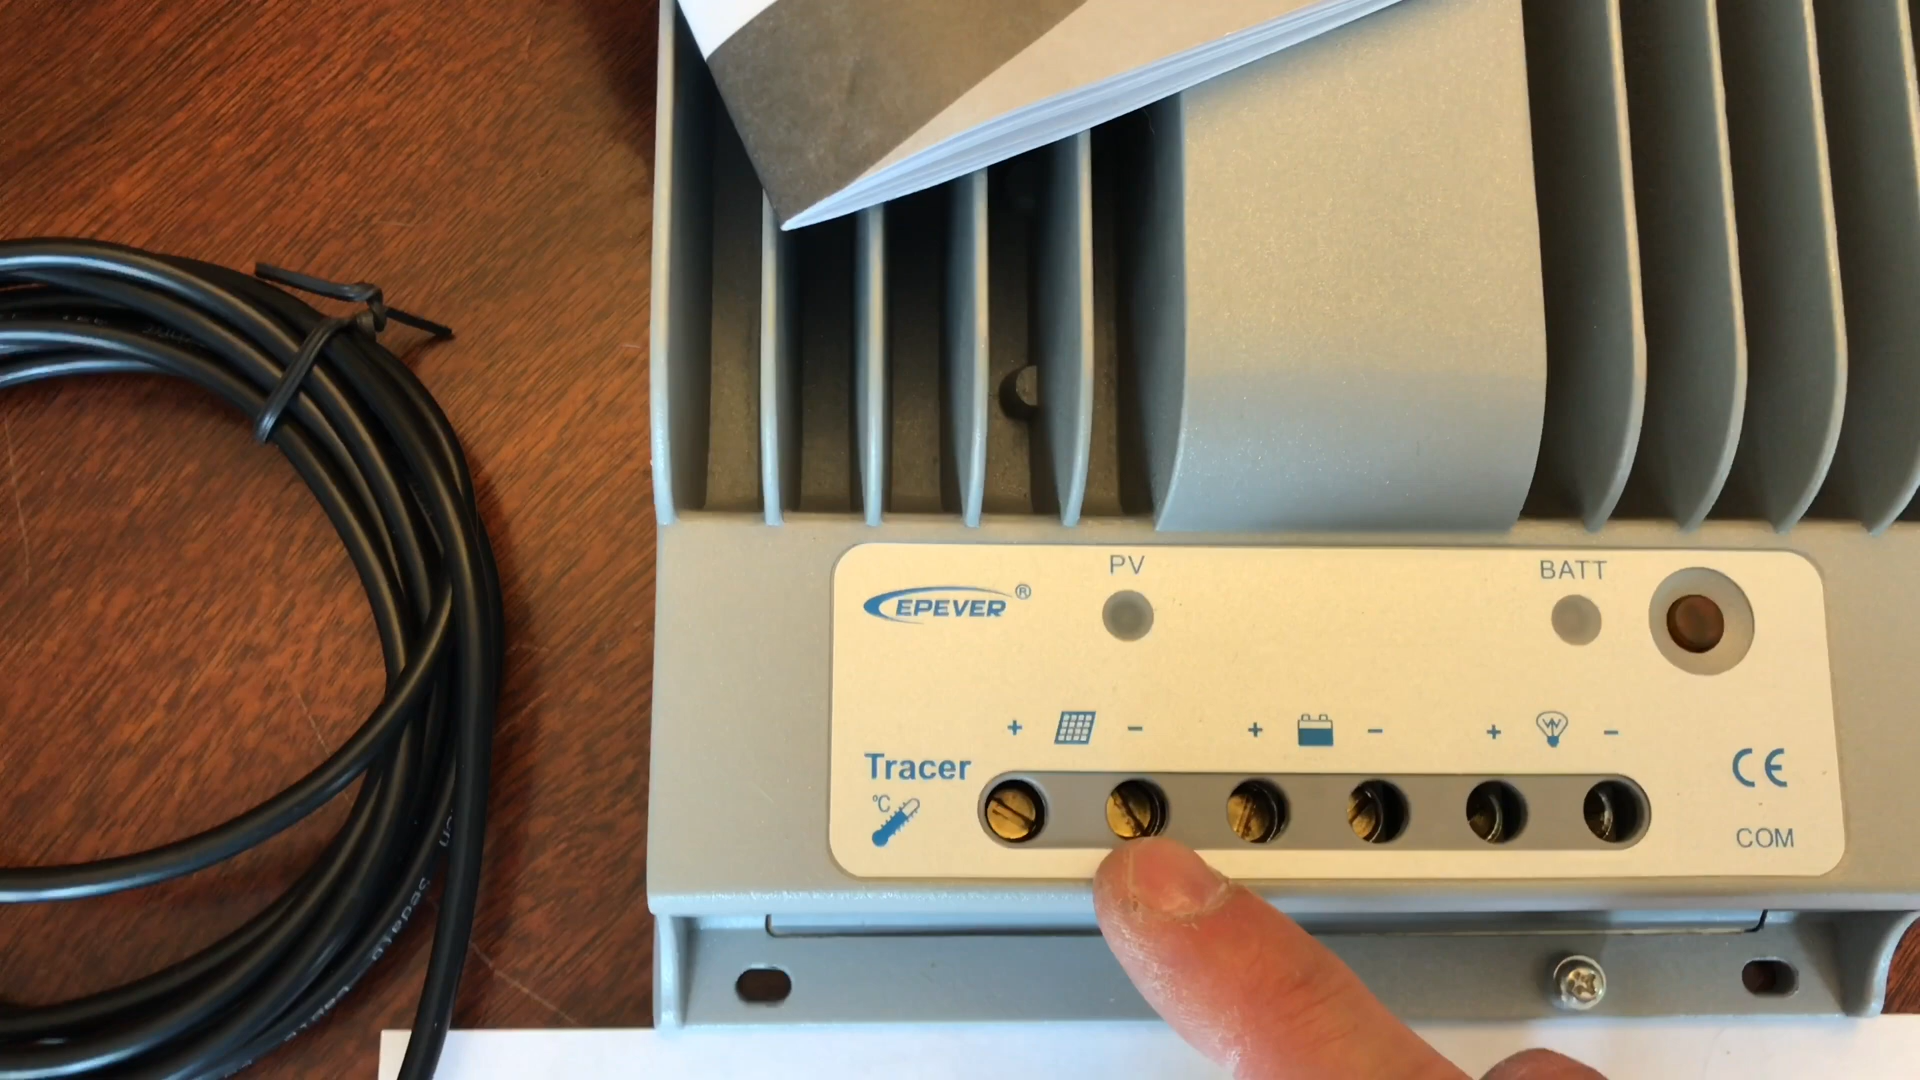 PV
BATT
EPEVER ®
+ - + - + -
Tracer
°C
CE
COM